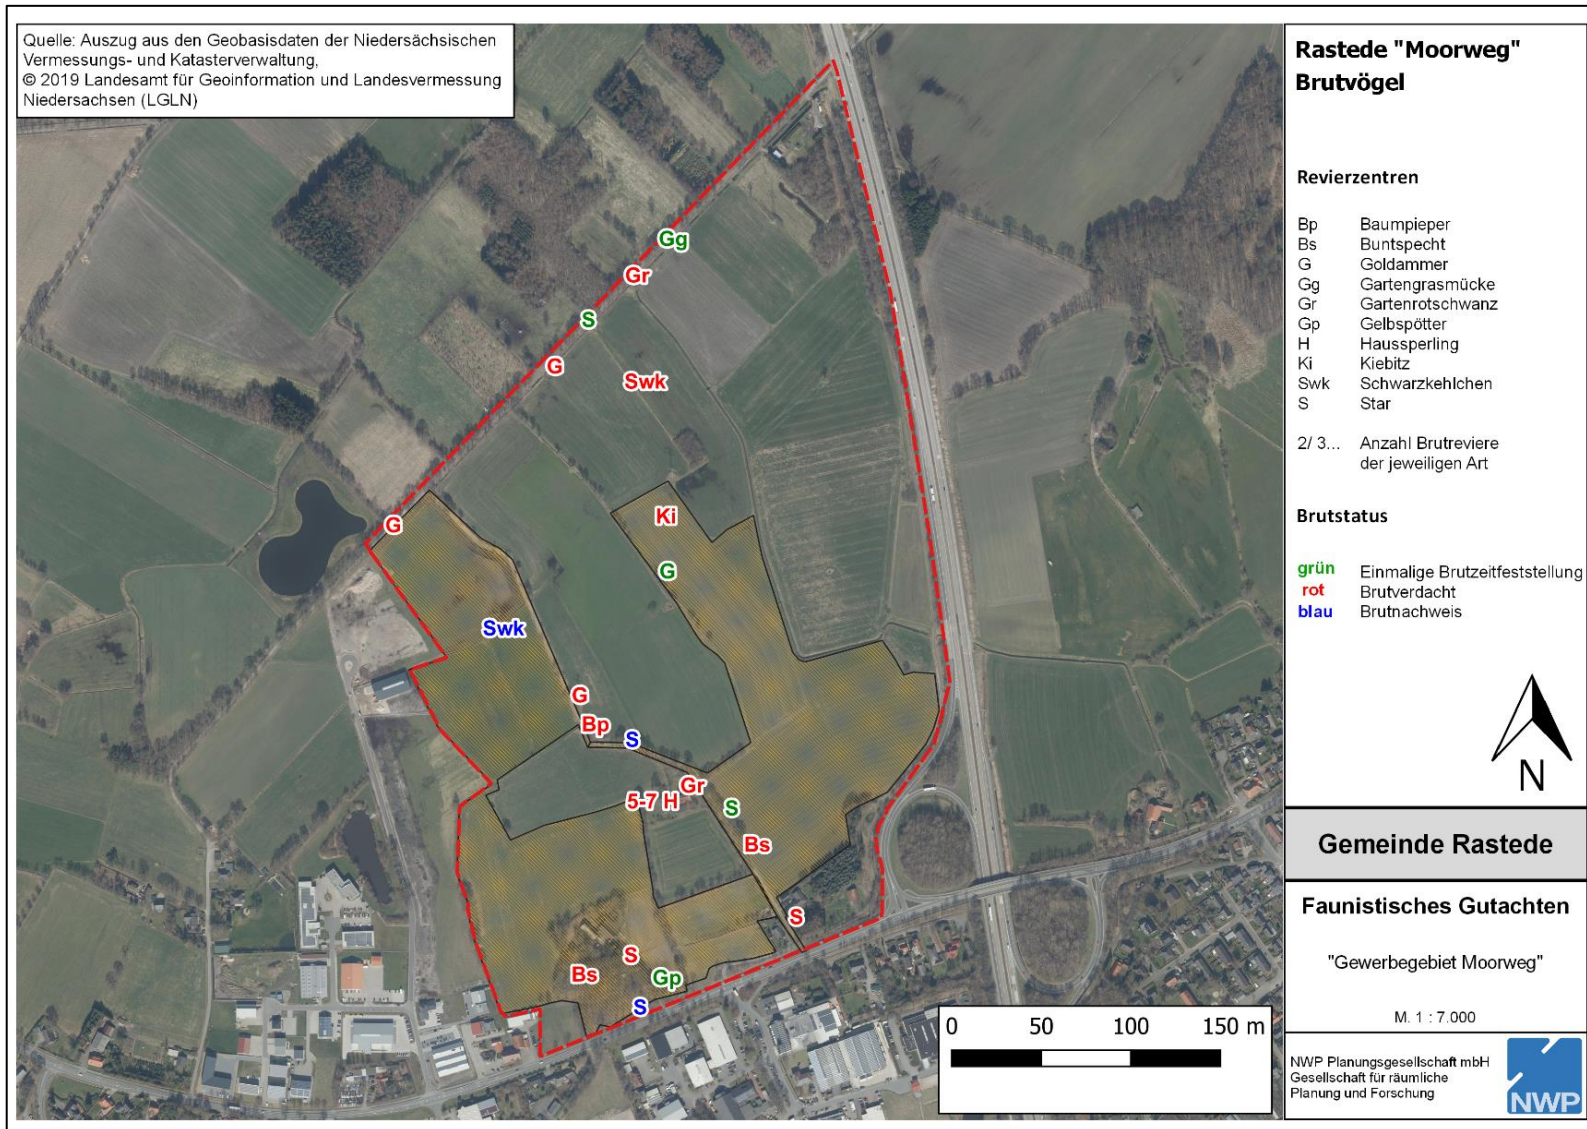 Quelle: Auszug aus den Geobasisdaten der Niedersächsischen
Vermessungs- und Katasterverwaltung,
© 2019 Landesamt für Geoinformation und Landesvermessung
Niedersachsen (LGLN)
Gg
Gr
S
G
Swk
G
Ki
G
Swk
G
Bp
S
Gr
5-7 H
S
Bs
S
S
Bs
Gp
S
0 50 100 150 m
Rastede "Moorweg"
Brutvögel
Revierzentren
Bp Baumpieper
Bs Buntspecht
G Goldammer
Gg Gartengrasmücke
Gr Gartenrotschwanz
Gp Gelbspötter
H Haussperling
Ki Kiebitz
Swk Schwarzkehlchen
S Star
2/ 3... Anzahl Brutreviere
der jeweiligen Art
Brutstatus
grün Einmalige Brutzeitfeststellung
rot Brutverdacht
blau Brutnachweis
N
Gemeinde Rastede
Faunistisches Gutachten
"Gewerbegebiet Moorweg"
M. 1 : 7.000
NWP Planungsgesellschaft mbH
Gesellschaft für räumliche
Planung und Forschung
NWP